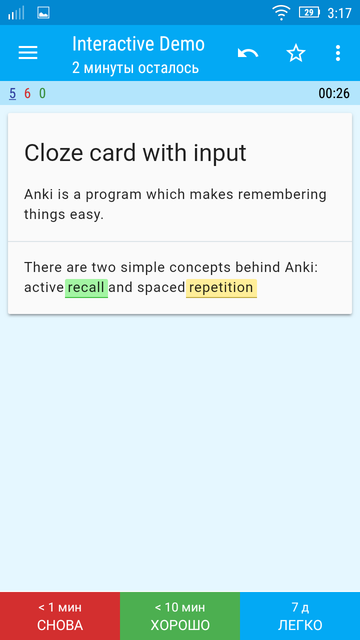 29 3:17
Interactive Demo
2 минуты осталось
5 6 0 00:26
Cloze card with input
Anki is a program which makes remembering
things easy.
There are two simple concepts behind Anki:
active recall and spaced repetition
< 1 мин < 10 мин 7 д
СНОВА ХОРОШО ЛЕГКО